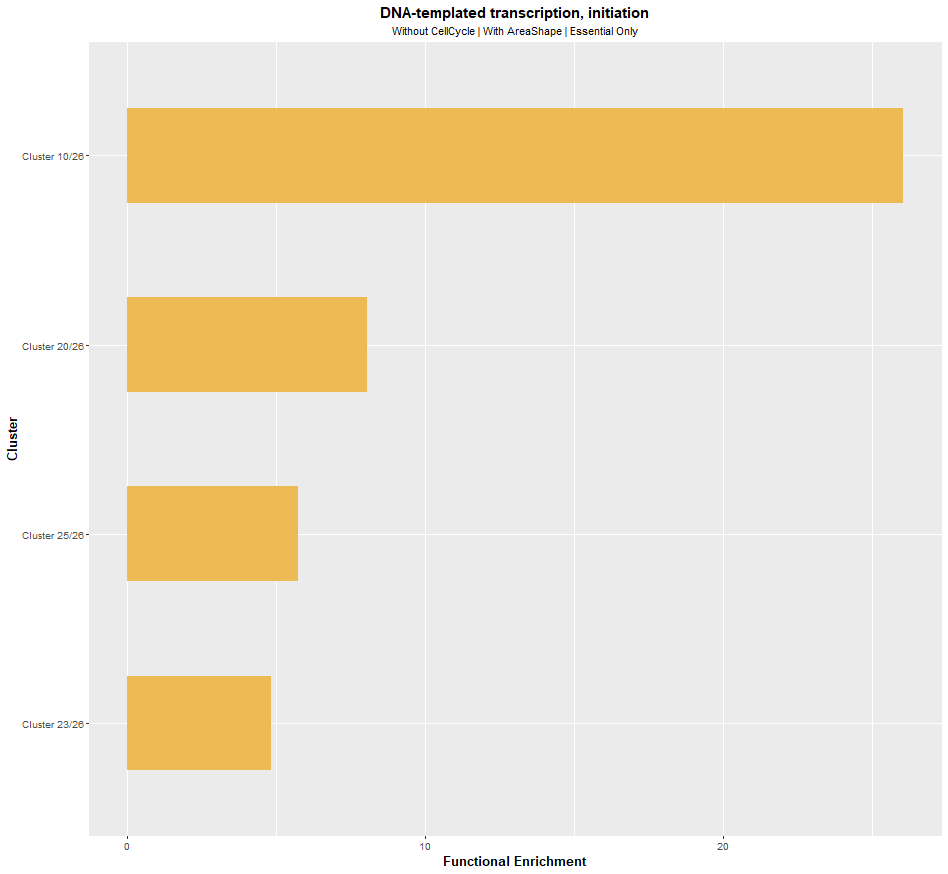 DNA-templated transcription, initiation
Without CellCycle | With AreaShape | Essential Only
Cluster
Cluster 10/26
Cluster 20/26
Cluster 25/26
Cluster 23/26
0 10 20
Functional Enrichment